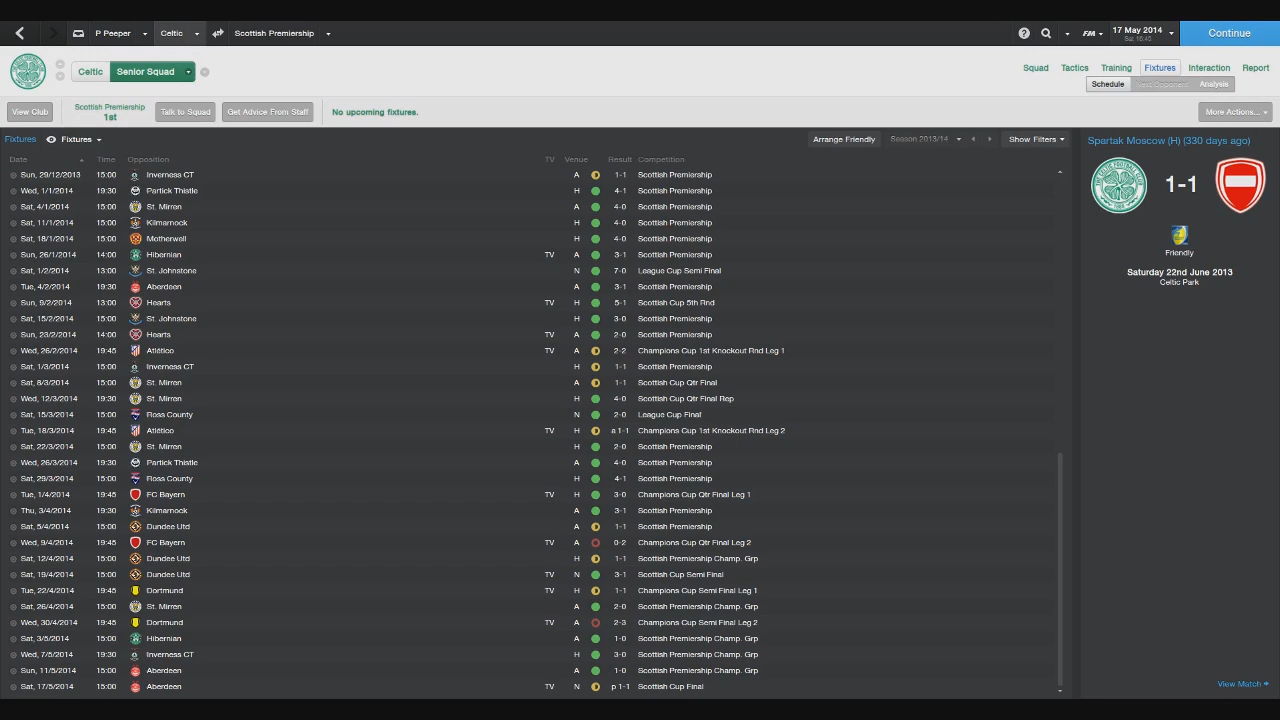 P Peeper Celtic Scottish Premiership FM 17 May 2014 Continue
Sat 16:45
Celtic Senior Squad Squad Tactics Training Fixtures Interaction Report
Schedule Next Opponent Analysis
View Club Scottish Premiership Talk to Squad Get Advice From Staff No upcoming fixtures. More Actions...
1st
Fixtures Fixtures Arrange Friendly Season 2013/14 Show Filters
Date Time Opposition TV Venue Result Competition
Sun, 29/12/2013 15:00 Inverness CT A 1-1 Scottish Premiership
Wed, 1/1/2014 19:30 Partick Thistle H 4-1 Scottish Premiership
Sat, 4/1/2014 15:00 St. Mirren A 4-0 Scottish Premiership
Sat, 11/1/2014 15:00 Kilmarnock H 4-0 Scottish Premiership
Sat, 18/1/2014 15:00 Motherwell H 4-0 Scottish Premiership
Sun, 26/1/2014 14:00 Hibernian TV A 3-1 Scottish Premiership
Sat, 1/2/2014 13:00 St. Johnstone N 7-0 League Cup Semi Final
Tue, 4/2/2014 19:30 Aberdeen A 3-1 Scottish Premiership
Sun, 9/2/2014 13:00 Hearts TV H 5-1 Scottish Cup 5th Rnd
Sat, 15/2/2014 15:00 St. Johnstone H 3-0 Scottish Premiership
Sun, 23/2/2014 14:00 Hearts TV A 2-0 Scottish Premiership
Wed, 26/2/2014 19:45 Atlético TV A 2-2 Champions Cup 1st Knockout Rnd Leg 1
Sat, 1/3/2014 15:00 Inverness CT H 1-1 Scottish Premiership
Sat, 8/3/2014 15:00 St. Mirren A 1-1 Scottish Cup Qtr Final
Wed, 12/3/2014 19:30 St. Mirren H 4-0 Scottish Cup Qtr Final Rep
Sat, 15/3/2014 15:00 Ross County N 2-0 League Cup Final
Tue, 18/3/2014 19:45 Atlético TV H a 1-1 Champions Cup 1st Knockout Rnd Leg 2
Sat, 22/3/2014 15:00 St. Mirren H 2-0 Scottish Premiership
Wed, 26/3/2014 19:30 Partick Thistle A 4-0 Scottish Premiership
Sat, 29/3/2014 15:00 Ross County H 4-1 Scottish Premiership
Tue, 1/4/2014 19:45 FC Bayern TV H 3-0 Champions Cup Qtr Final Leg 1
Thu, 3/4/2014 19:30 Kilmarnock A 3-1 Scottish Premiership
Sat, 5/4/2014 15:00 Dundee Utd A 1-1 Scottish Premiership
Wed, 9/4/2014 19:45 FC Bayern TV A 0-2 Champions Cup Qtr Final Leg 2
Sat, 12/4/2014 15:00 Dundee Utd H 1-1 Scottish Premiership Champ. Grp
Sat, 19/4/2014 15:00 Dundee Utd TV N 3-1 Scottish Cup Semi Final
Tue, 22/4/2014 19:45 Dortmund TV H 1-1 Champions Cup Semi Final Leg 1
Sat, 26/4/2014 15:00 St. Mirren A 2-0 Scottish Premiership Champ. Grp
Wed, 30/4/2014 19:45 Dortmund TV A 2-3 Champions Cup Semi Final Leg 2
Sat, 3/5/2014 15:00 Hibernian A 1-0 Scottish Premiership Champ. Grp
Wed, 7/5/2014 19:30 Inverness CT H 3-0 Scottish Premiership Champ. Grp
Sun, 11/5/2014 15:00 Aberdeen A 1-0 Scottish Premiership Champ. Grp
Sat, 17/5/2014 15:00 Aberdeen TV N p 1-1 Scottish Cup Final
Spartak Moscow (H) (330 days ago)
1-1
Friendly
Saturday 22nd June 2013
Celtic Park
View Match